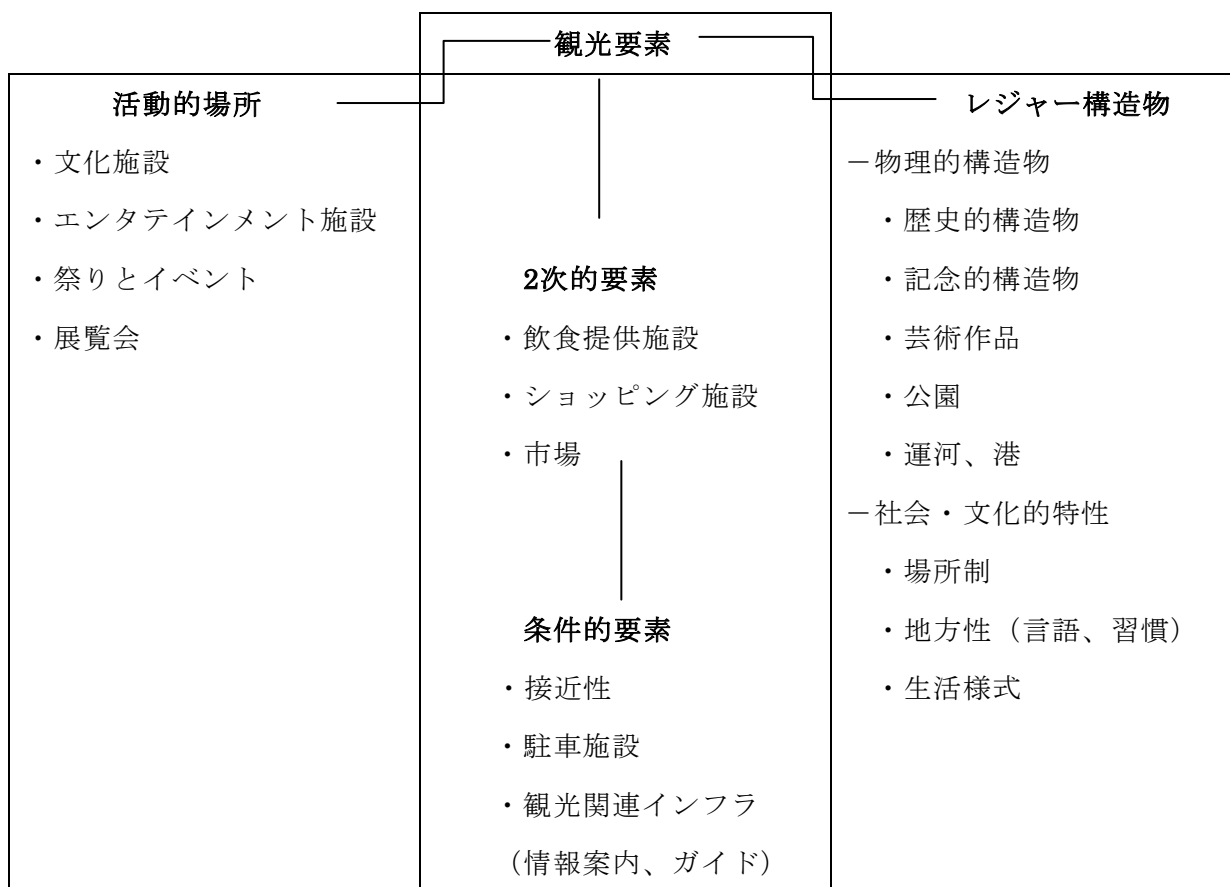 観光要素
活動的場所
・文化施設
・エンタテインメント施設
・祭りとイベント
・展覧会
2次的要素
・飲食提供施設
・ショッピング施設
・市場
条件的要素
・接近性
・駐車施設
・観光関連インフラ
（情報案内、ガイド）
レジャー構造物
－物理的構造物
・歴史的構造物
・記念的構造物
・芸術作品
・公園
・運河、港
－社会・文化的特性
・場所制
・地方性（言語、習慣）
・生活様式